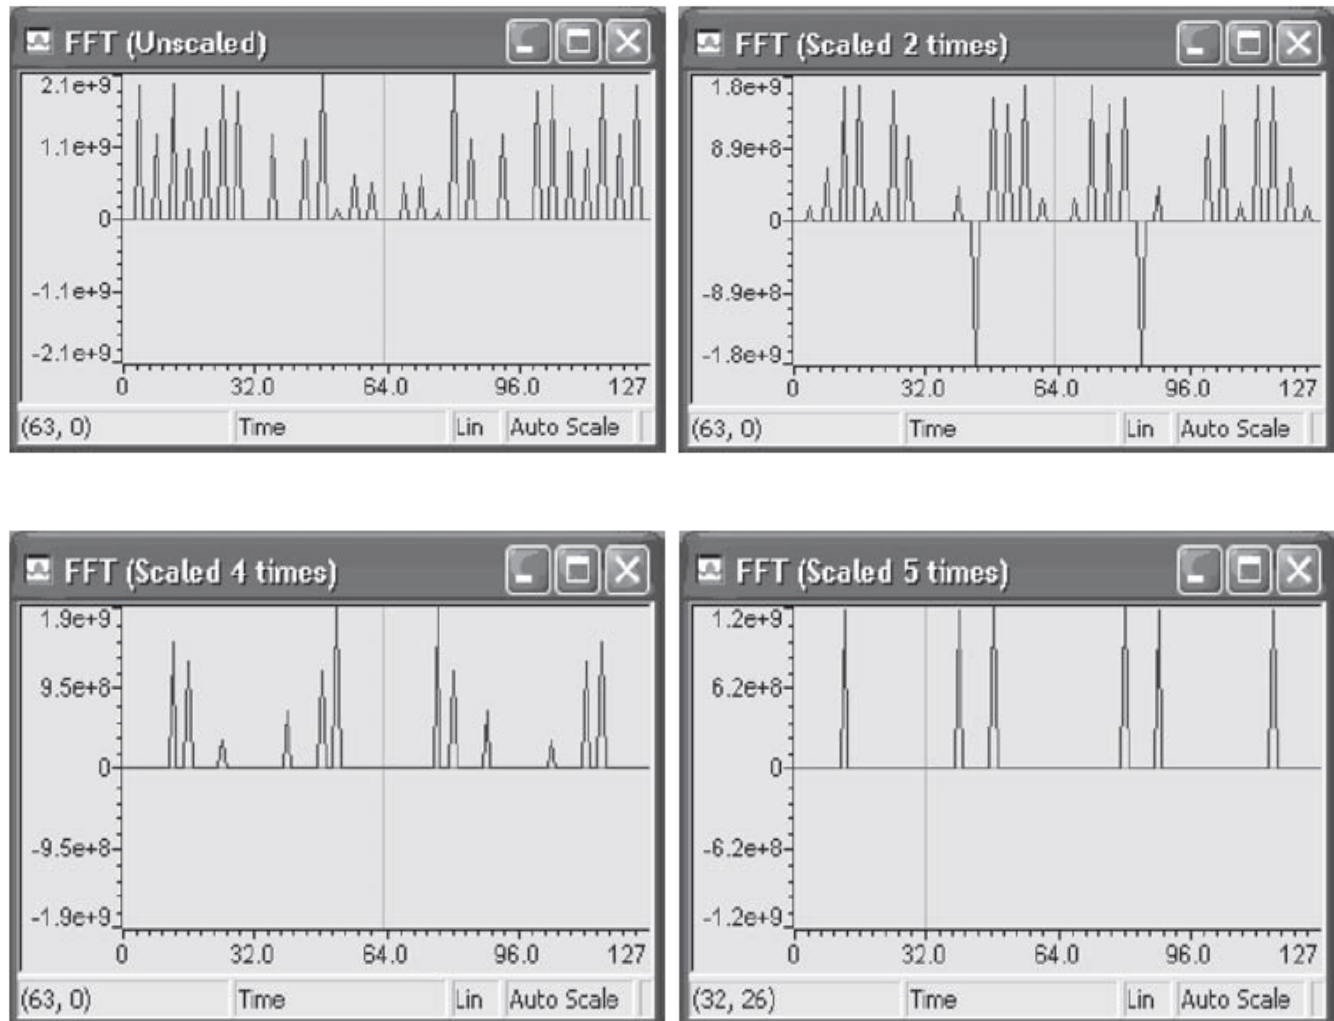 FFT (Unscaled)
2.1e+9
1.1e+9
0
-1.1e+9
-2.1e+9
0 32.0 64.0 96.0 127
(63, 0) Time Lin Auto Scale
FFT (Scaled 2 times)
1.8e+9
8.9e+8
0
-8.9e+8
-1.8e+9
0 32.0 64.0 96.0 127
(63, 0) Time Lin Auto Scale
FFT (Scaled 4 times)
1.9e+9
9.5e+8
0
-9.5e+8
-1.9e+9
0 32.0 64.0 96.0 127
(63, 0) Time Lin Auto Scale
FFT (Scaled 5 times)
1.2e+9
6.2e+8
0
-6.2e+8
-1.2e+9
0 32.0 64.0 96.0 127
(32, 26) Time Lin Auto Scale